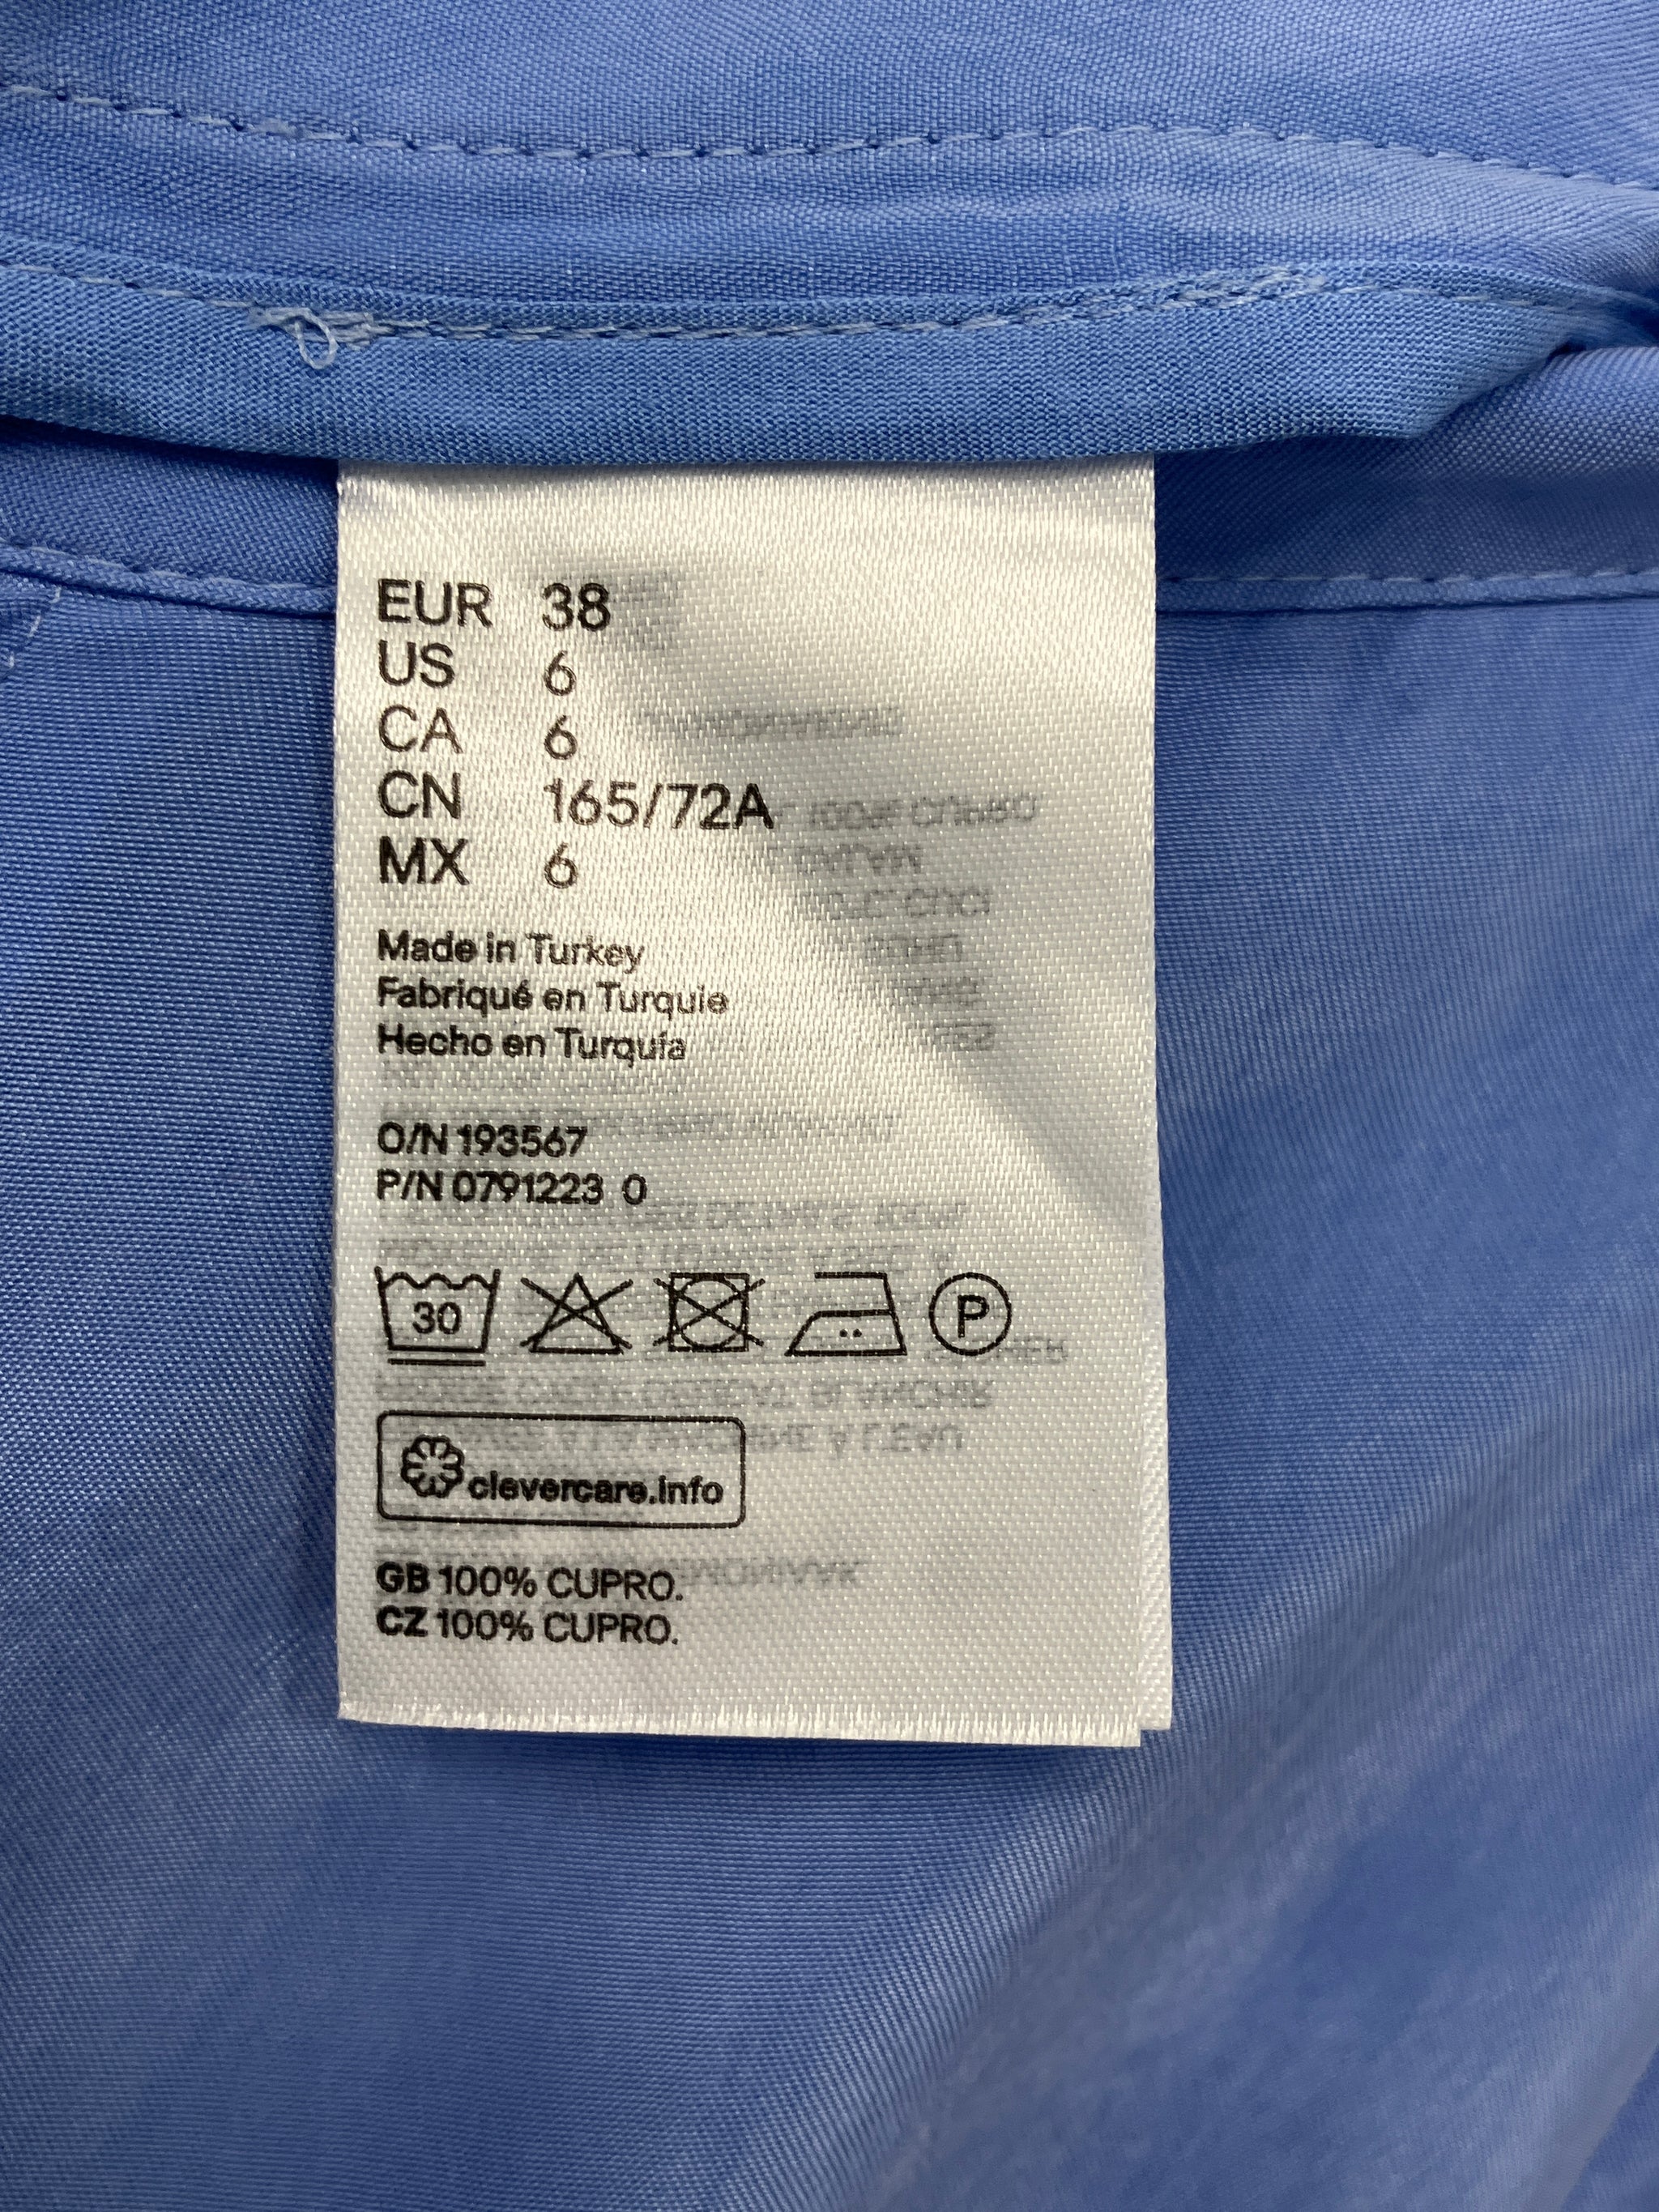 EUR 38
US 6
CA 6
CN 165/72A
MX 6
Made in Turkey
Fabriqué en Turquie
Hecho en Turquía
O/N 193567
P/N 0791223 0
30 P
clevercare.info
GB 100% CUPRO.
CZ 100% CUPRO.